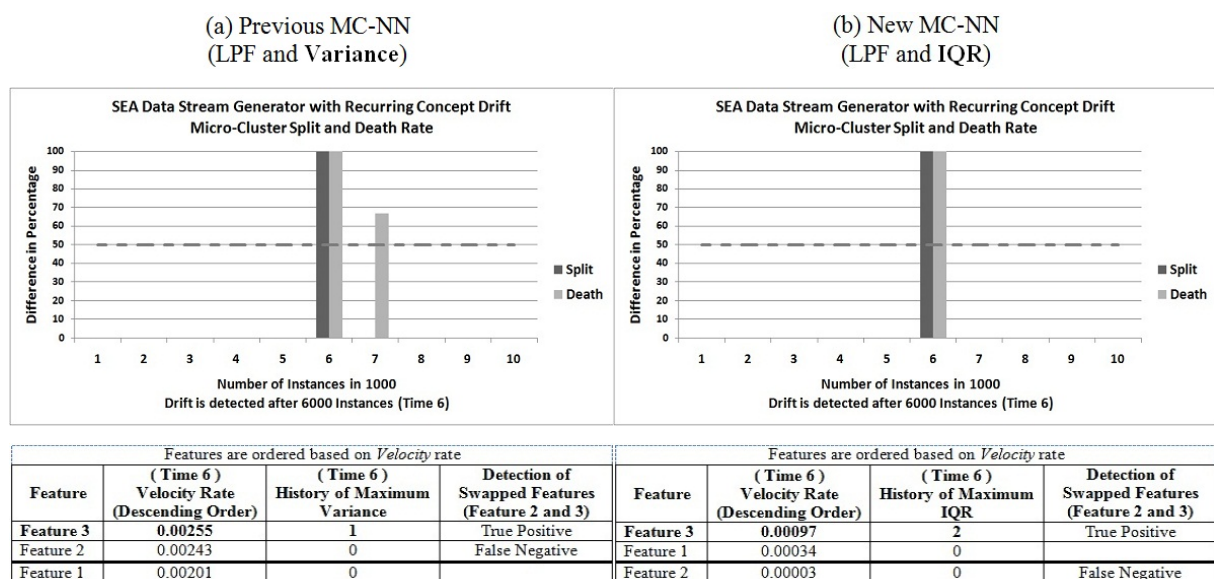 (a) Previous MC-NN
(LPF and Variance)
SEA Data Stream Generator with Recurring Concept Drift
Micro-Cluster Split and Death Rate
Difference in Percentage
100
90
80
70
60
50
40
30
20
10
0
1 2 3 4 5 6 7 8 9 10
Number of Instances in 1000
Drift is detected after 6000 Instances (Time 6)
Split
Death
Features are ordered based on Velocity rate
Feature
( Time 6 )
Velocity Rate
(Descending Order)
( Time 6 )
History of Maximum
Variance
Detection of
Swapped Features
(Feature 2 and 3)
Feature 3 0.00255 1 True Positive
Feature 2 0.00243 0 False Negative
Feature 1 0.00201 0
(b) New MC-NN
(LPF and IQR)
SEA Data Stream Generator with Recurring Concept Drift
Micro-Cluster Split and Death Rate
Difference in Percentage
100
90
80
70
60
50
40
30
20
10
0
1 2 3 4 5 6 7 8 9 10
Number of Instances in 1000
Drift is detected after 6000 Instances (Time 6)
Split
Death
Features are ordered based on Velocity rate
Feature
( Time 6 )
Velocity Rate
(Descending Order)
( Time 6 )
History of Maximum
IQR
Detection of
Swapped Features
(Feature 2 and 3)
Feature 3 0.00097 2 True Positive
Feature 1 0.00034 0
Feature 2 0.00003 0 False Negative